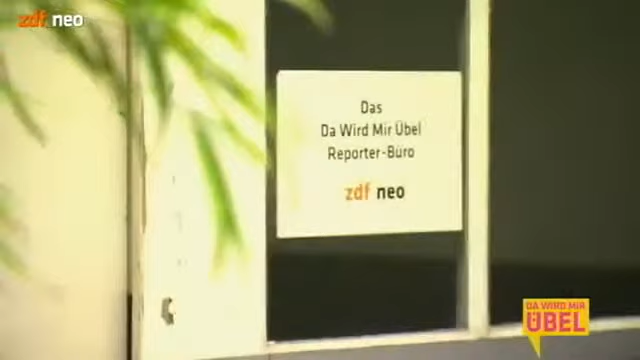 zdf neo
Das
Da Wird Mir Übel
Reporter-Büro
zdf neo
DA WIRD MIR
ÜBEL